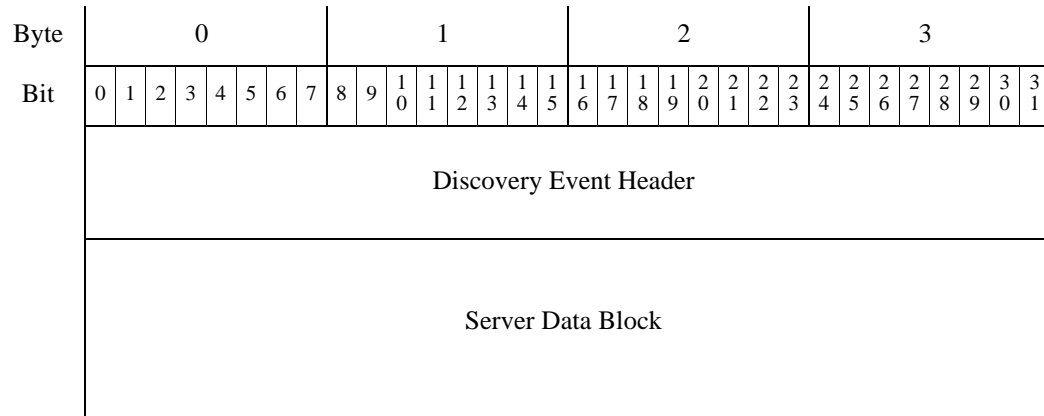 Byte 0 1 2 3
Bit 0 1 2 3 4 5 6 7 8 9 10 11 12 13 14 15 16 17 18 19 20 21 22 23 24 25 26 27 28 29 30 31
Discovery Event Header
Server Data Block